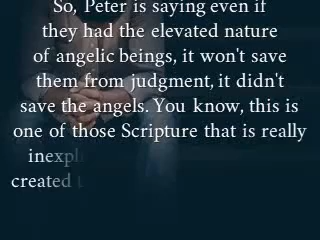 So, Peter is saying even if
they had the elevated nature
of angelic beings, it won't save
them from judgment, it didn't
save the angels. You know, this is
one of those Scripture that is really
created